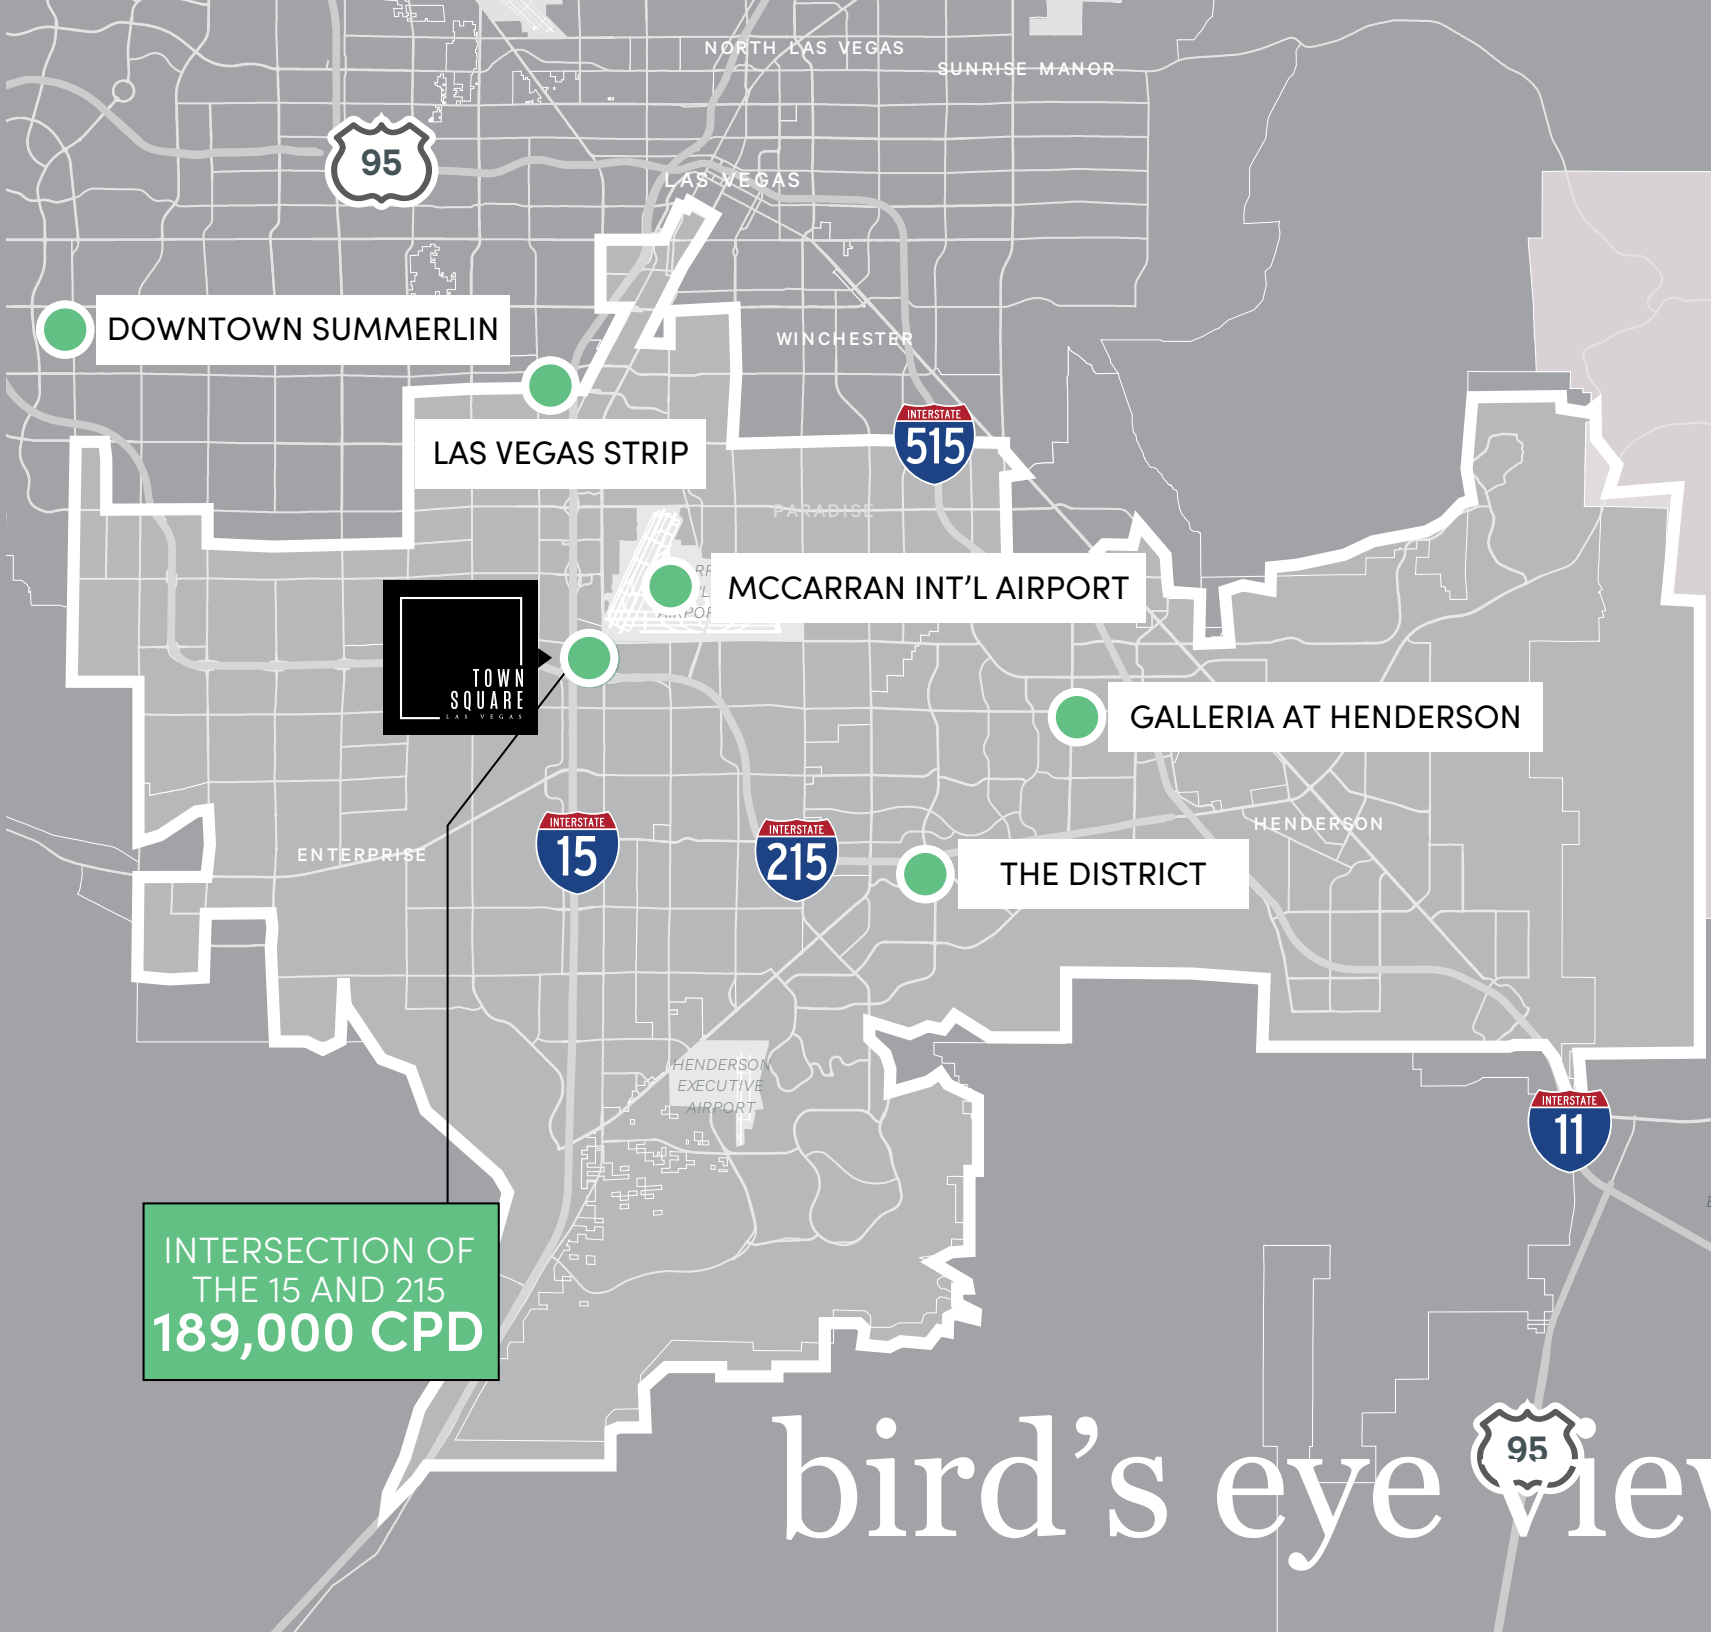 NORTH LAS VEGAS
SUNRISE MANOR
95
LAS VEGAS
DOWNTOWN SUMMERLIN
WINCHESTER
INTERSTATE
515
LAS VEGAS STRIP
PARADISE
MCCARRAN INT’L AIRPORT
TOWN
SQUARE
LAS VEGAS
GALLERIA AT HENDERSON
INTERSTATE
15
INTERSTATE
215
HENDERSON
ENTERPRISE
THE DISTRICT
HENDERSON
EXECUTIVE
AIRPORT
INTERSTATE
11
INTERSECTION OF
THE 15 AND 215
189,000 CPD
95
bird’s eye view